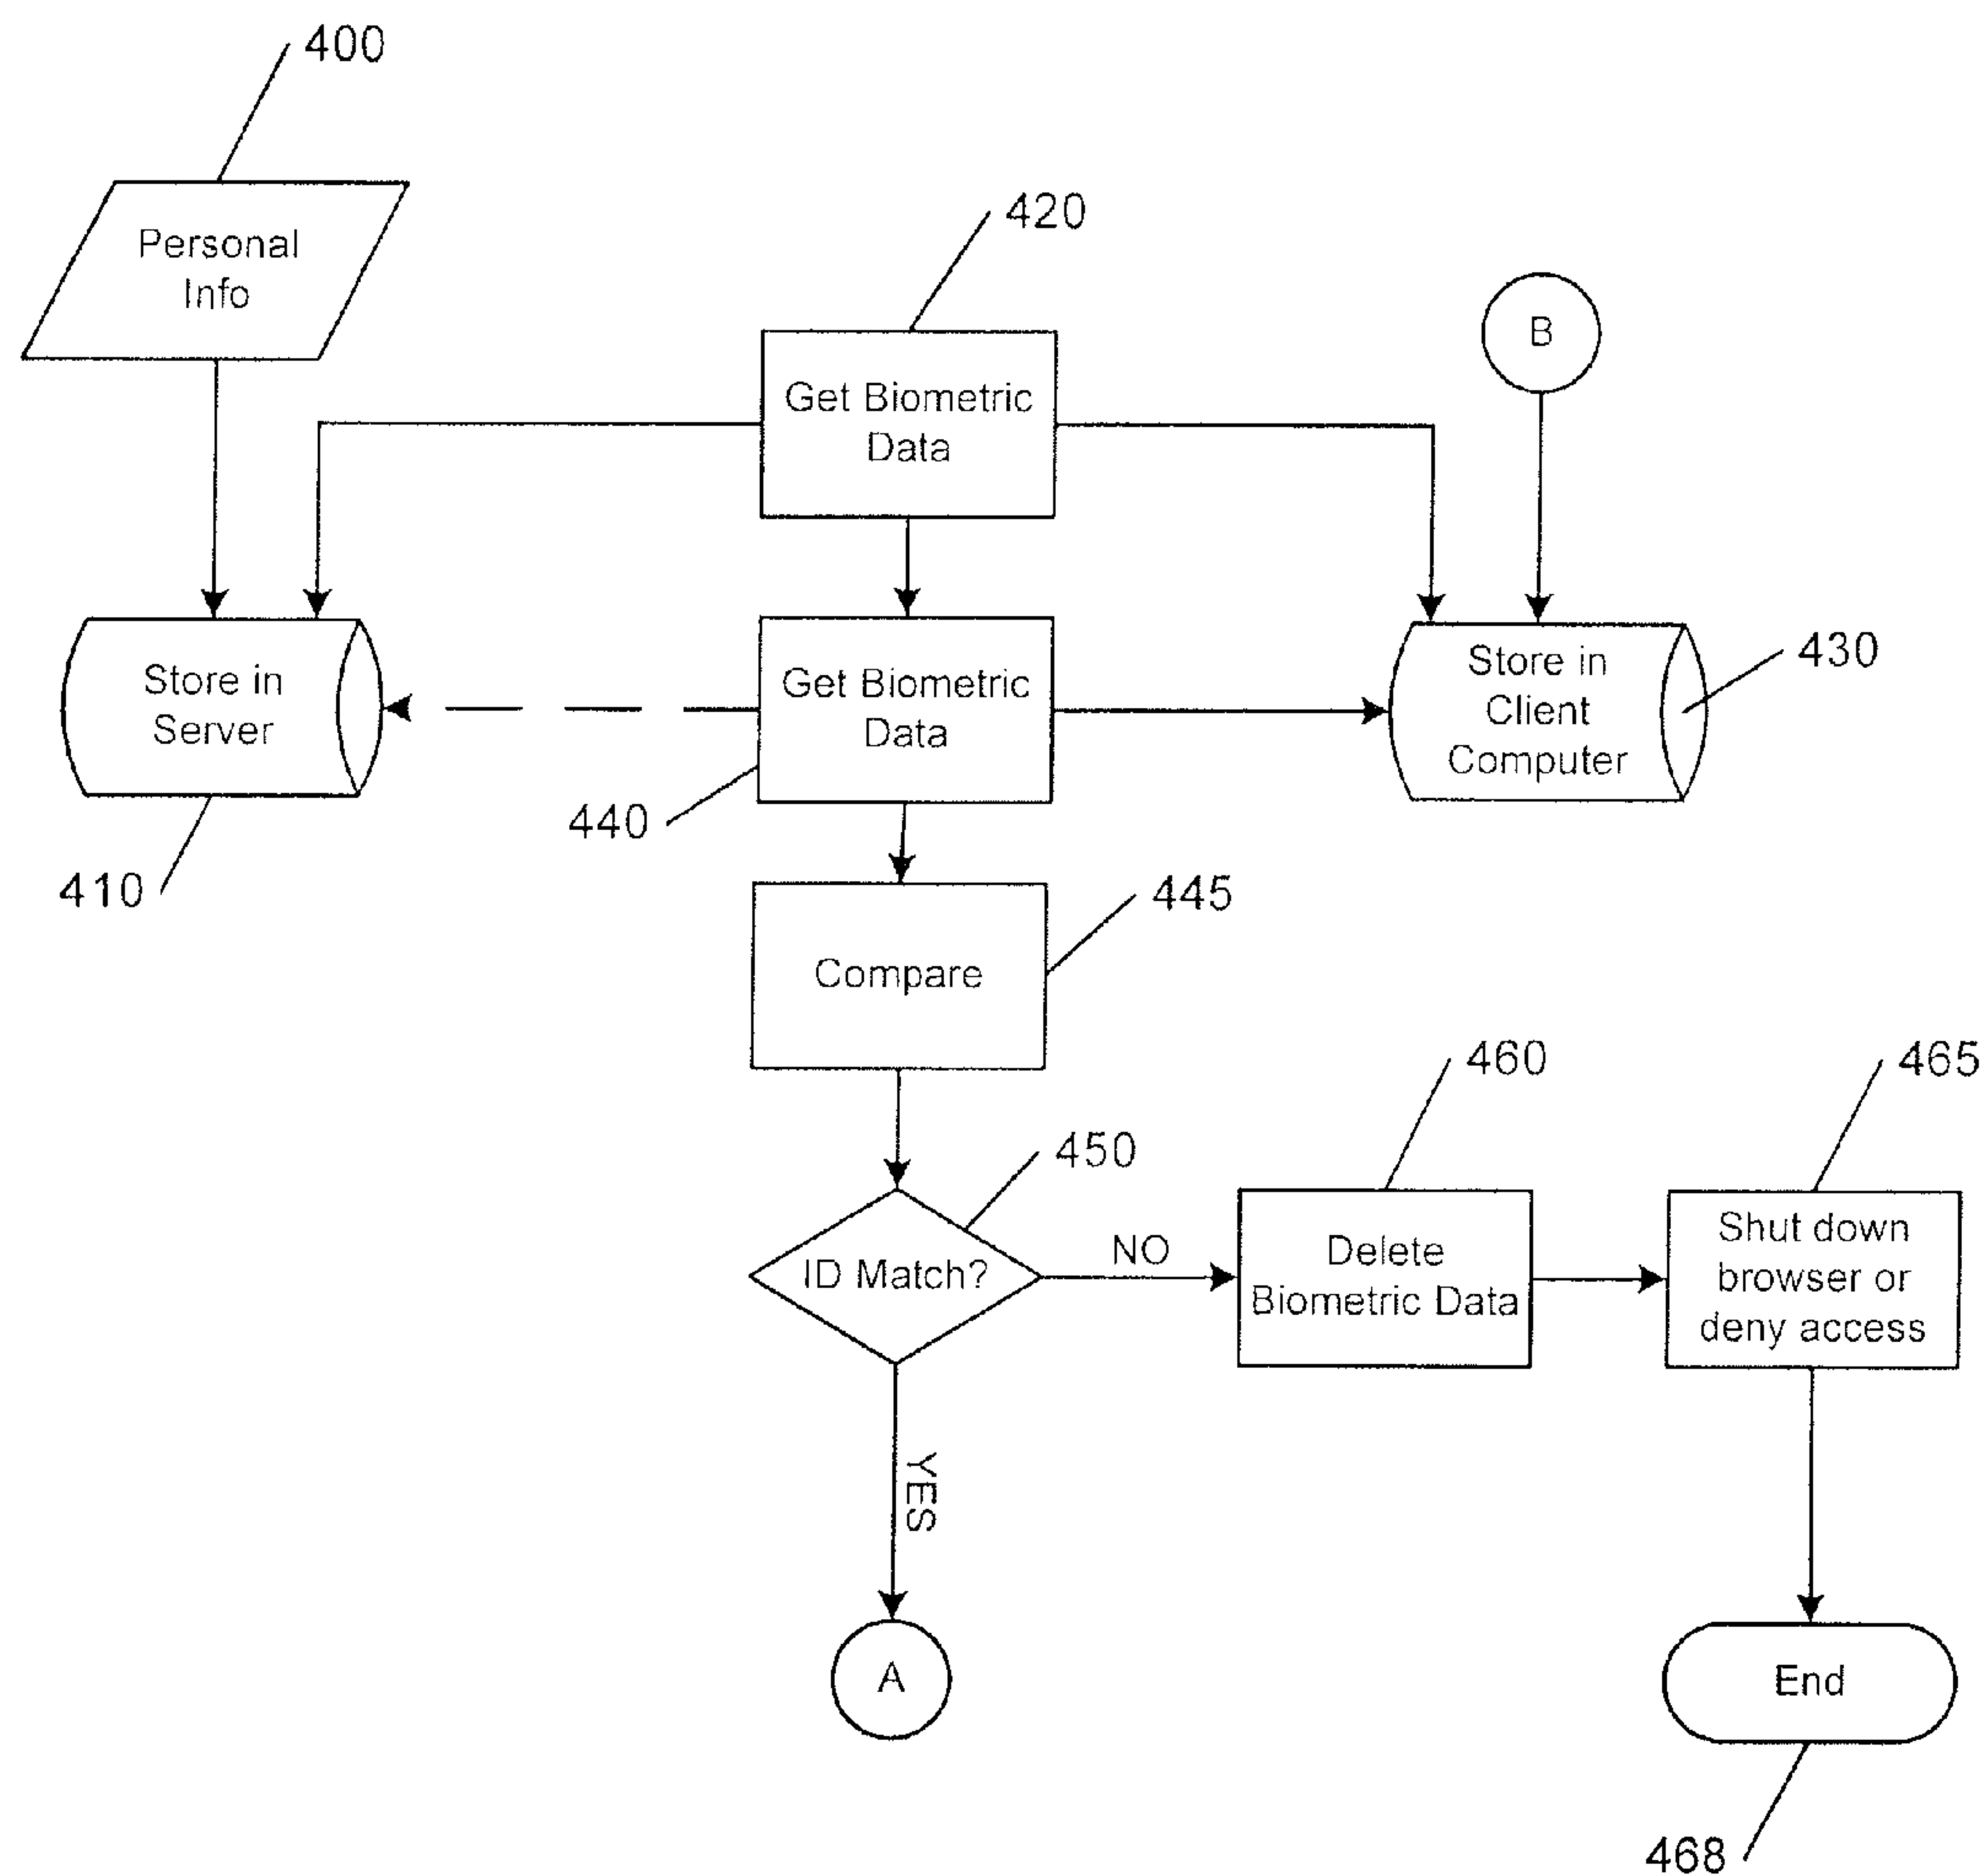 400
Personal
Info
420
Get Biometric
Data
B
Store in
Server
410
Get Biometric
Data
440
Store in
Client
Computer
430
Compare
445
ID Match?
450
NO
YES
Delete
Biometric Data
460
Shut down
browser or
deny access
465
A
End
468